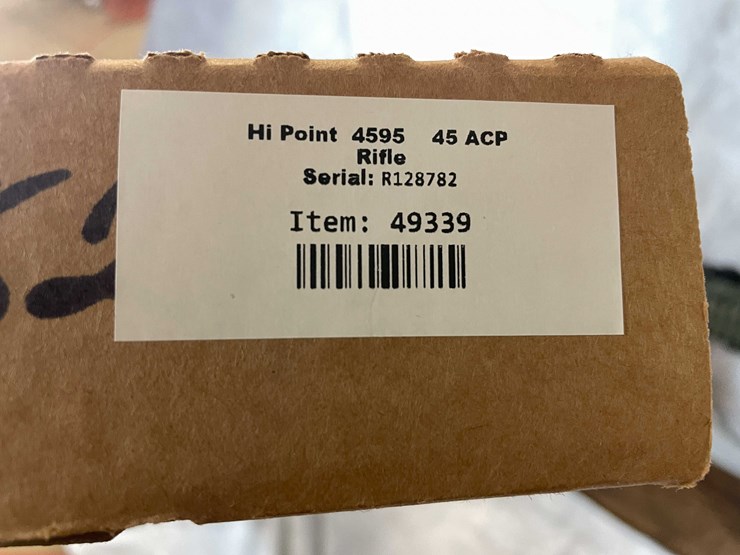 Hi Point 4595 45 ACP
Rifle
Serial: R128782
Item: 49339